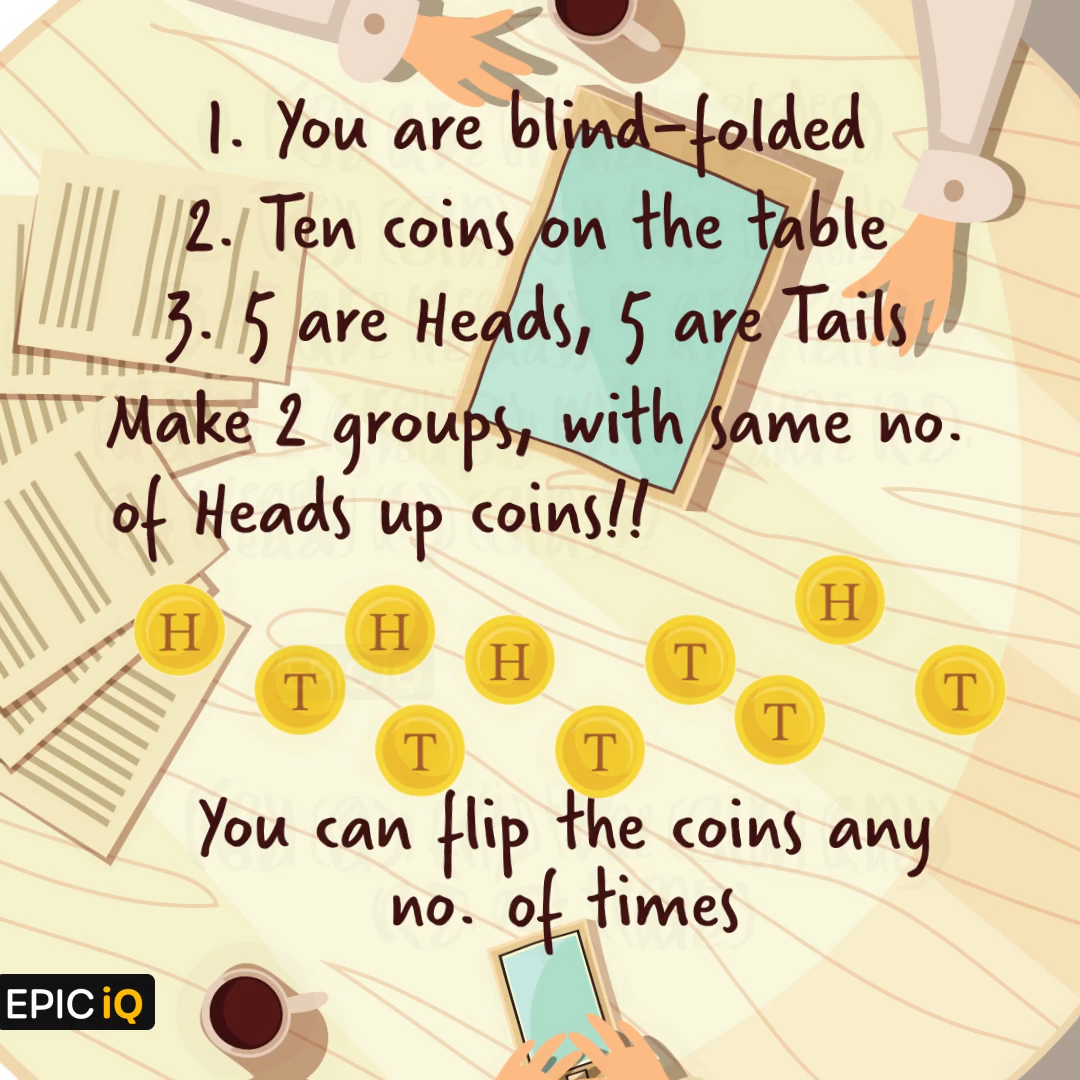 1. You are blind-folded
2. Ten coins on the table
3. 5 are Heads, 5 are Tails
Make 2 groups, with same no.
of Heads up coins!!
H
H
H
H
T
T
T
T
T
T
You can flip the coins any
no. of times
EPIC iQ